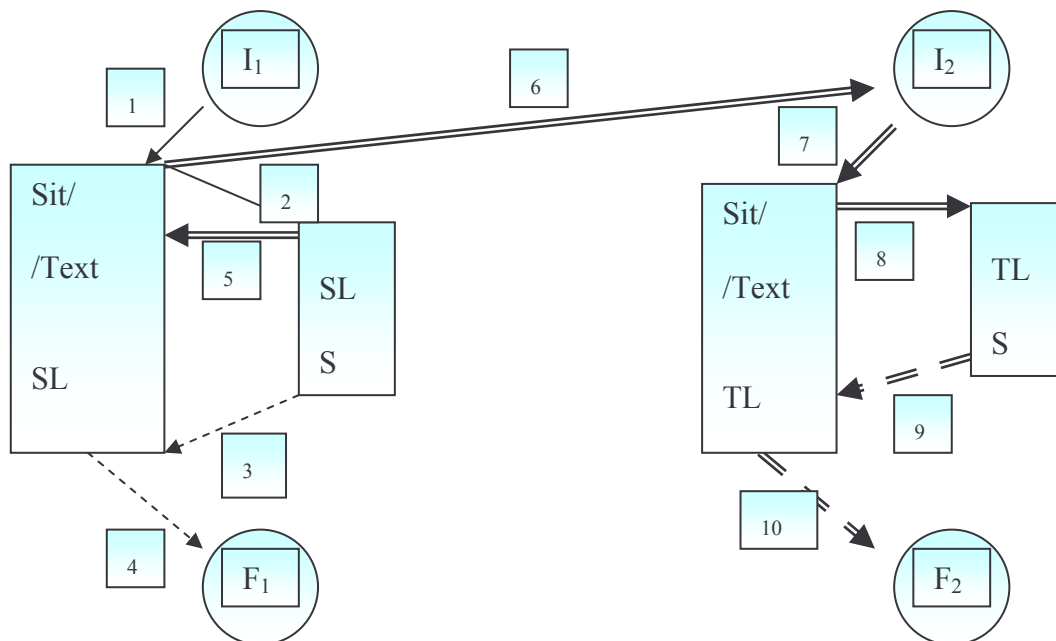 I₁
I₂
6
1
7
Sit/
/Text
SL
2
5
SL
S
Sit/
/Text
TL
8
TL
S
9
3
10
4
F₁
F₂